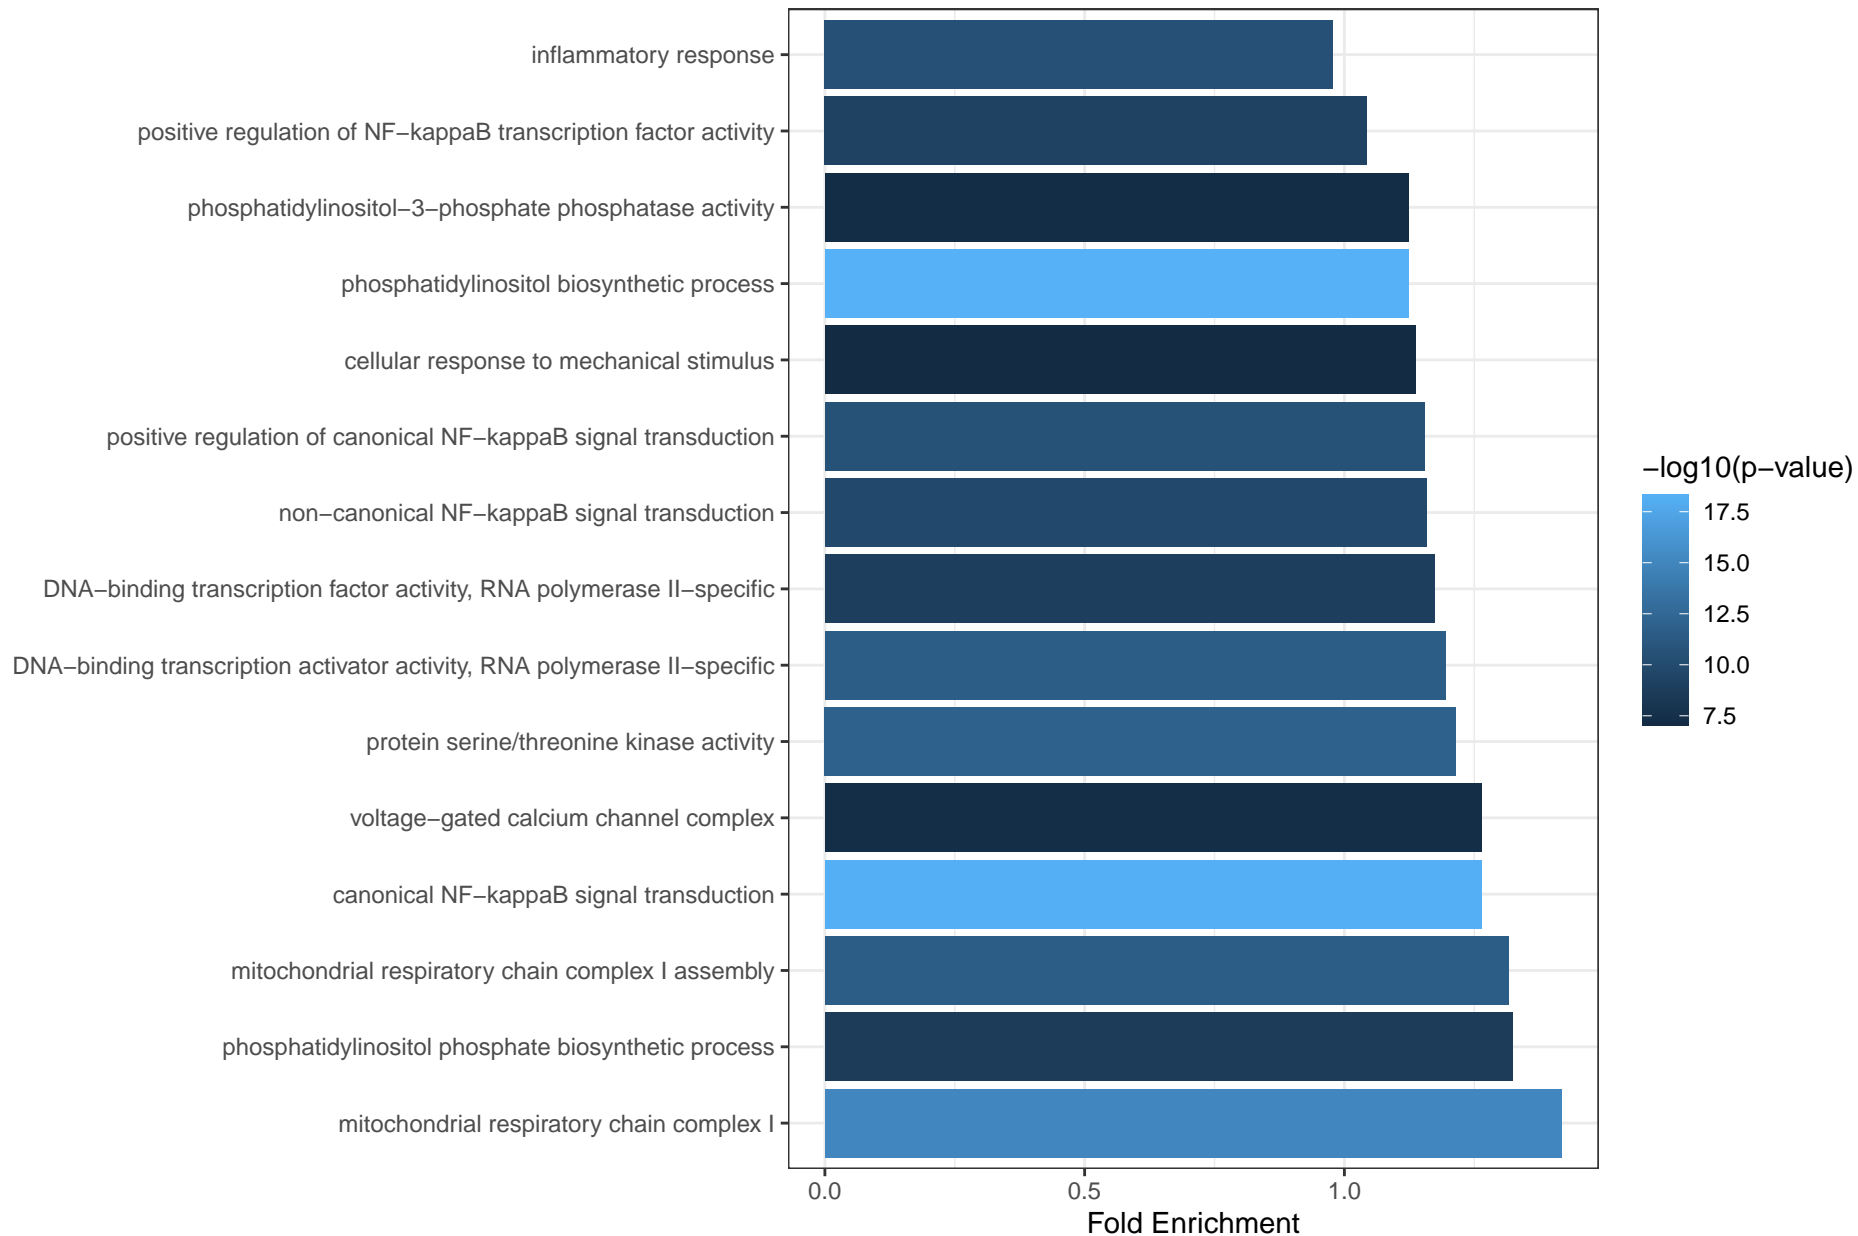 inflammatory response
positive regulation of NF−kappaB transcription factor activity
phosphatidylinositol−3−phosphate phosphatase activity
phosphatidylinositol biosynthetic process
cellular response to mechanical stimulus
positive regulation of canonical NF−kappaB signal transduction
non−canonical NF−kappaB signal transduction
DNA−binding transcription factor activity, RNA polymerase II−specific
DNA−binding transcription activator activity, RNA polymerase II−specific
protein serine/threonine kinase activity
voltage−gated calcium channel complex
canonical NF−kappaB signal transduction
mitochondrial respiratory chain complex I assembly
phosphatidylinositol phosphate biosynthetic process
mitochondrial respiratory chain complex I
0.0 0.5 1.0
Fold Enrichment
−log10(p−value)
17.5
15.0
12.5
10.0
7.5